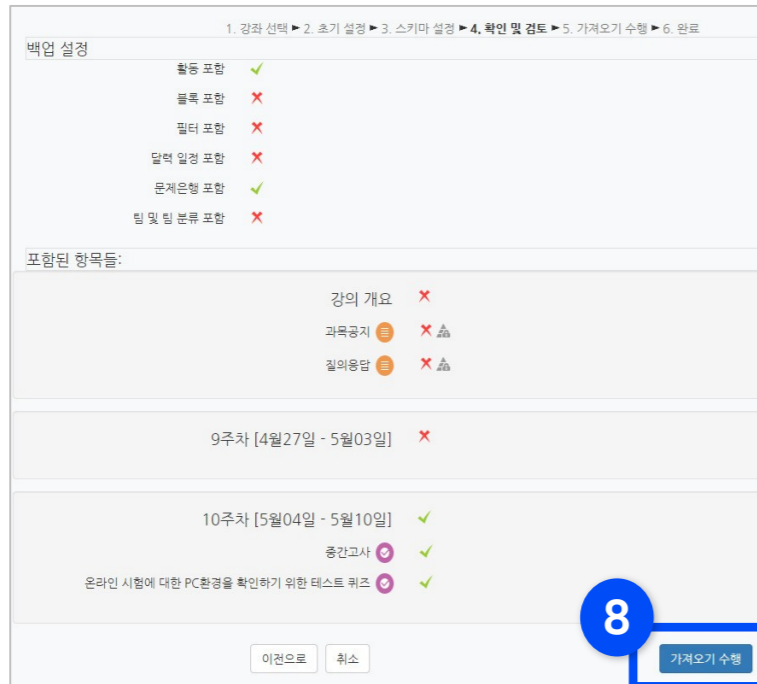 1. 강좌 선택 ► 2. 초기 설정 ► 3. 스키마 설정 ► 4. 확인 및 검토 ► 5. 가져오기 수행 ► 6. 완료
백업 설정
활동 포함
블록 포함
필터 포함
달력 일정 포함
문제은행 포함
팀 및 팀 분류 포함
포함된 항목들:
강의 개요
과목공지
질의응답
9주차 [4월27일 - 5월03일]
10주차 [5월04일 - 5월10일]
중간고사
온라인 시험에 대한 PC환경을 확인하기 위한 테스트 퀴즈
8
이전으로 취소 가져오기 수행